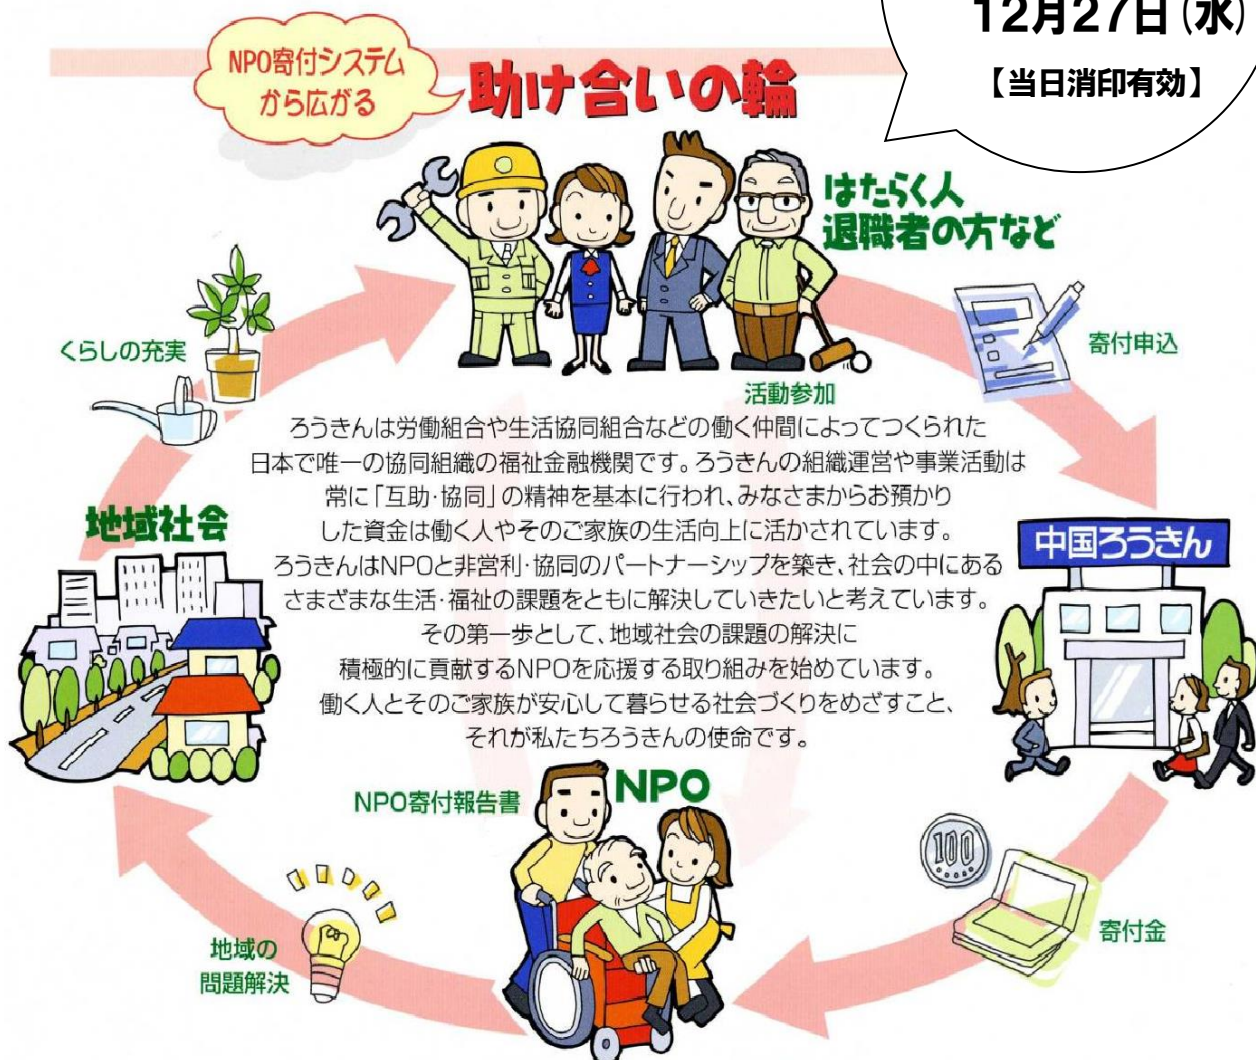 12月27日(水)
【当日消印有効】
NPO寄付システム
から広がる
助け合いの輪
はたらく人
退職者の方など
くらしの充実
寄付申込
活動参加
ろうきんは労働組合や生活協同組合などの働く仲間によってつくられた
日本で唯一の協同組織の福祉金融機関です。ろうきんの組織運営や事業活動は
常に「互助・協同」の精神を基本に行われ、みなさまからお預かり
した資金は働く人やそのご家族の生活向上に活かされています。
ろうきんはNPOと非営利・協同のパートナーシップを築き、社会の中にある
さまざまな生活・福祉の課題をともに解決していきたいと考えています。
その第一歩として、地域社会の課題の解決に
積極的に貢献するNPOを応援する取り組みを始めています。
働く人とそのご家族が安心して暮らせる社会づくりをめざすこと、
それが私たちろうきんの使命です。
地域社会
中国ろうきん
NPO寄付報告書
NPO
100
寄付金
地域の
問題解決